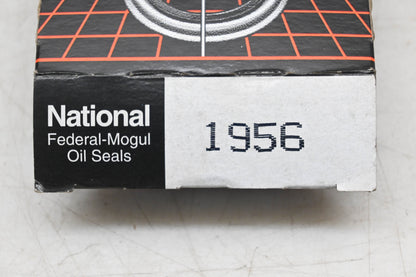 National
Federal-Mogul
Oil Seals
1956